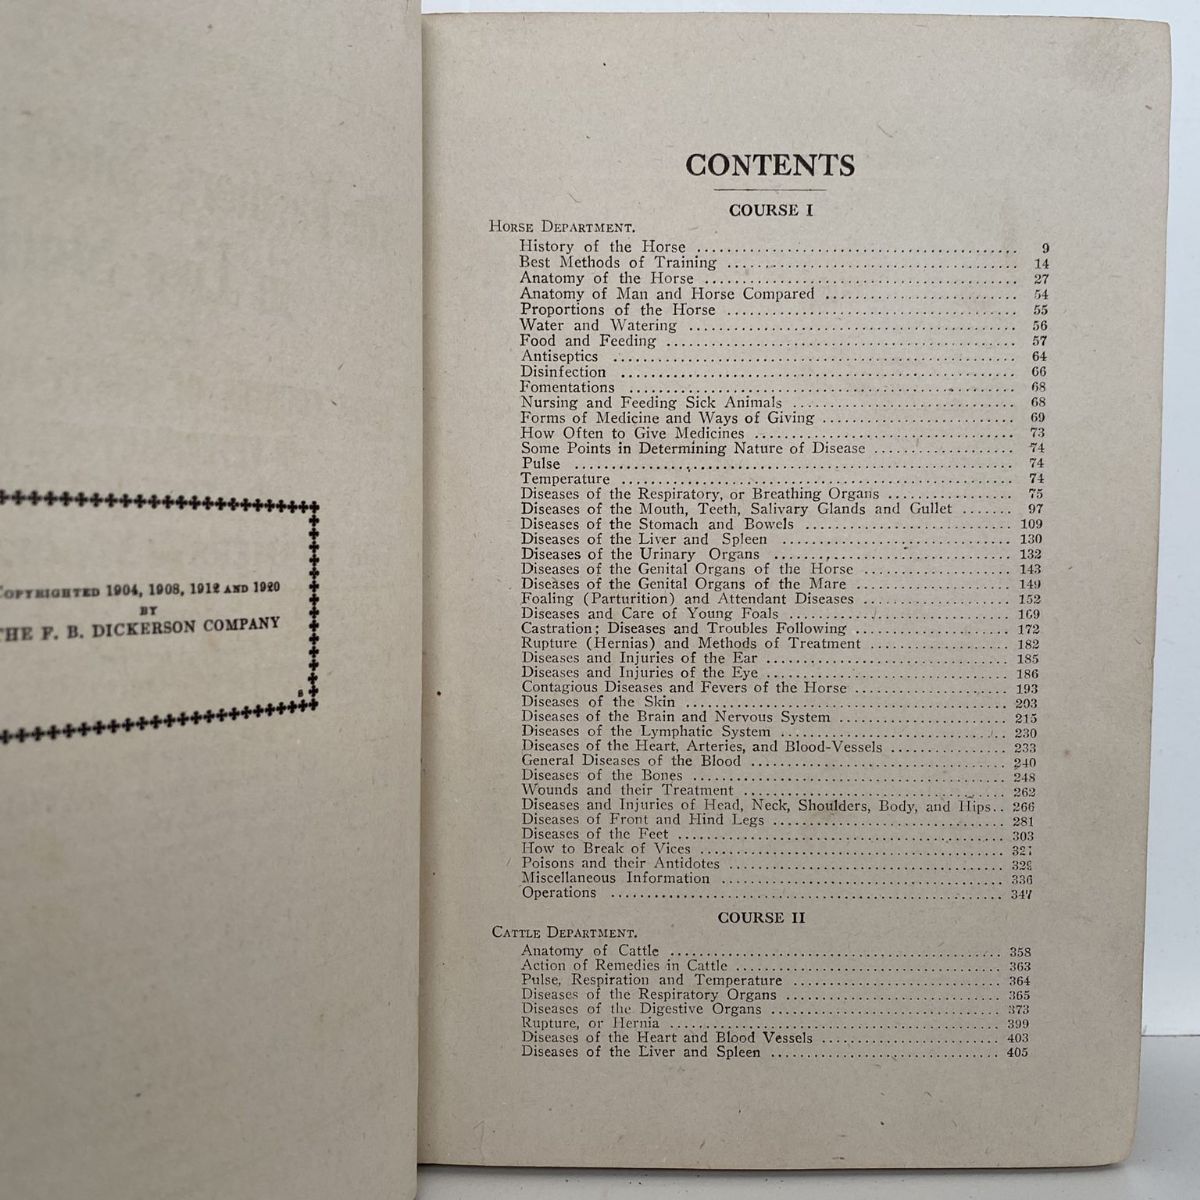 COPYRIGHTED 1904, 1908, 1912 AND 1920
BY
THE F. B. DICKERSON COMPANY
CONTENTS
COURSE I
HORSE DEPARTMENT.
History of the Horse 9
Best Methods of Training 14
Anatomy of the Horse 27
Anatomy of Man and Horse Compared 54
Proportions of the Horse 55
Water and Watering 56
Food and Feeding 57
Antiseptics 64
Disinfection 66
Fomentations 68
Nursing and Feeding Sick Animals 68
Forms of Medicine and Ways of Giving 69
How Often to Give Medicines 73
Some Points in Determining Nature of Disease 74
Pulse 74
Temperature 74
Diseases of the Respiratory, or Breathing Organs 75
Diseases of the Mouth, Teeth, Salivary Glands and Gullet 97
Diseases of the Stomach and Bowels 109
Diseases of the Liver and Spleen 130
Diseases of the Urinary Organs 132
Diseases of the Genital Organs of the Horse 143
Diseases of the Genital Organs of the Mare 149
Foaling (Parturition) and Attendant Diseases 152
Diseases and Care of Young Foals 169
Castration; Diseases and Troubles Following 172
Rupture (Hernias) and Methods of Treatment 182
Diseases and Injuries of the Ear 185
Diseases and Injuries of the Eye 186
Contagious Diseases and Fevers of the Horse 193
Diseases of the Skin 203
Diseases of the Brain and Nervous System 215
Diseases of the Lymphatic System 230
Diseases of the Heart, Arteries, and Blood-Vessels 233
General Diseases of the Blood 240
Diseases of the Bones 248
Wounds and their Treatment 262
Diseases and Injuries of Head, Neck, Shoulders, Body, and Hips.. 266
Diseases of Front and Hind Legs 281
Diseases of the Feet 303
How to Break of Vices
Poisons and their Antidotes
Miscellaneous Information 336
Operations 347
COURSE II
CATTLE DEPARTMENT.
Anatomy of Cattle 358
Action of Remedies in Cattle 363
Pulse, Respiration and Temperature 364
Diseases of the Respiratory Organs 365
Diseases of the Digestive Organs 373
Rupture, or Hernia 399
Diseases of the Heart and Blood Vessels 403
Diseases of the Liver and Spleen 405